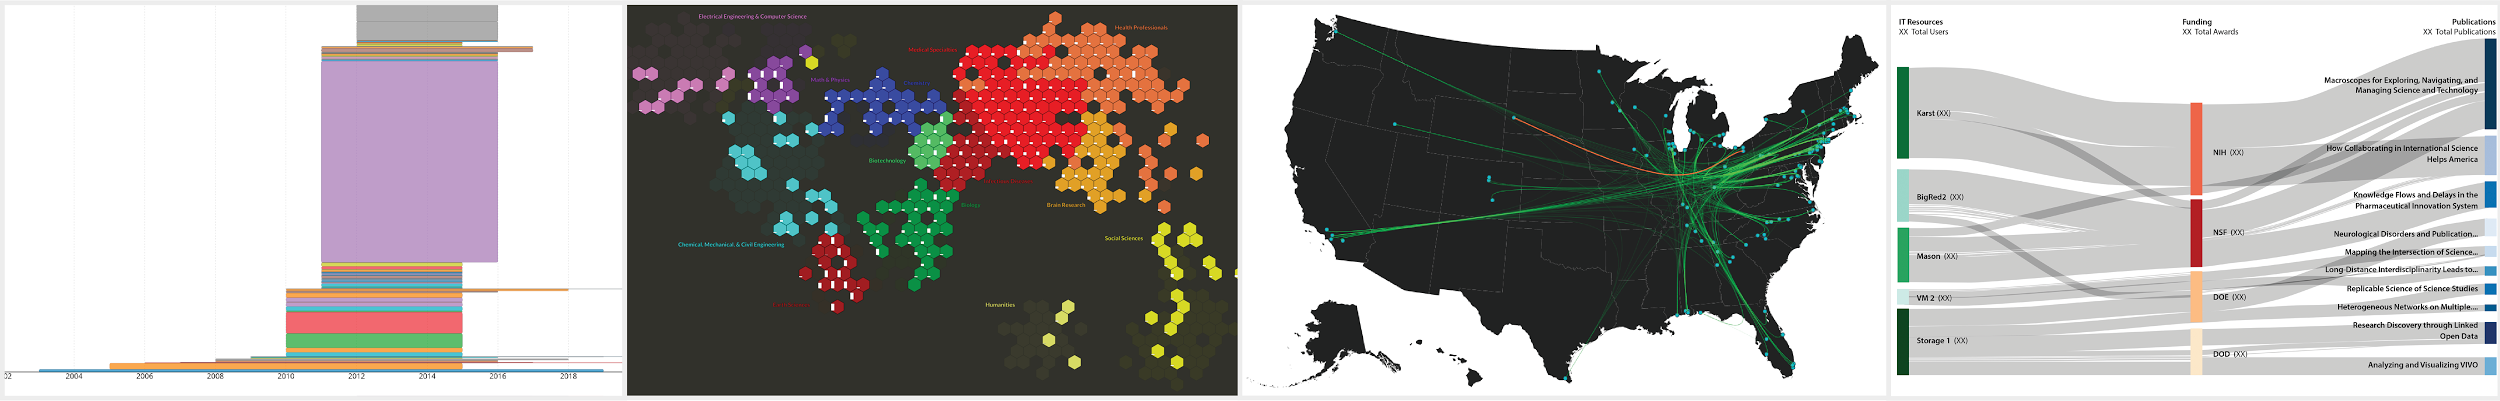 02
2004
2006
2008
2010
2012
2014
2016
2018
Electrical Engineering & Computer Science
Health Professionals
Medical Specialties
Math & Physics
Chemistry
Biotechnology
Brain Research
Biology
Social Sciences
Chemical, Mechanical, & Civil Engineering
Humanities
IT Resources
XX Total Users
Karst (XX)
BigRed2 (XX)
Mason (XX)
VM 2 (XX)
Storage 1 (XX)
Funding
XX Total Awards
NIH (XX)
NSF (XX)
DOE (XX)
DOD (XX)
Publications
XX Total Publications
Macroscopes for Exploring, Navigating, and
Managing Science and Technology
How Collaborating in International Science
Helps America
Knowledge Flows and Delays in the
Pharmaceutical Innovation System
Neurological Disorders and Publication...
Mapping the Intersection of Science...
Long-Distance Interdisciplinarity Leads to...
Replicable Science of Science Studies
Heterogeneous Networks on Multiple...
Research Discovery through Linked
Open Data
Analyzing and Visualizing VIVO